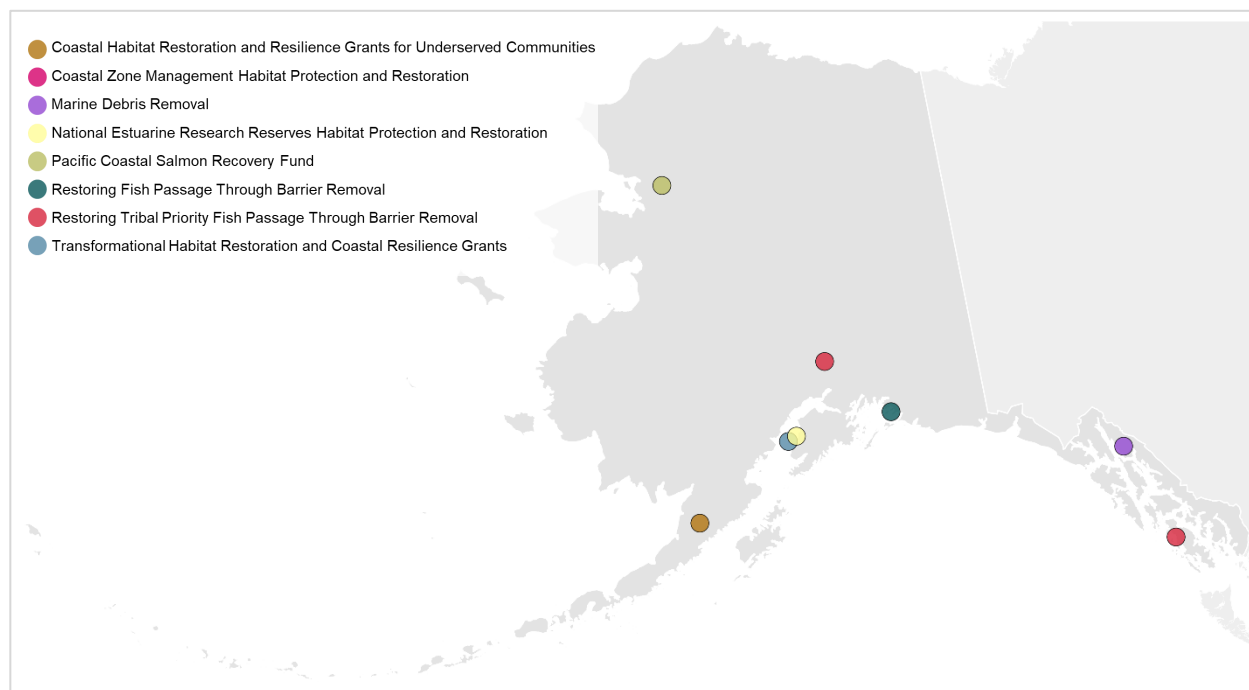 Coastal Habitat Restoration and Resilience Grants for Underserved Communities
Coastal Zone Management Habitat Protection and Restoration
Marine Debris Removal
National Estuarine Research Reserves Habitat Protection and Restoration
Pacific Coastal Salmon Recovery Fund
Restoring Fish Passage Through Barrier Removal
Restoring Tribal Priority Fish Passage Through Barrier Removal
Transformational Habitat Restoration and Coastal Resilience Grants